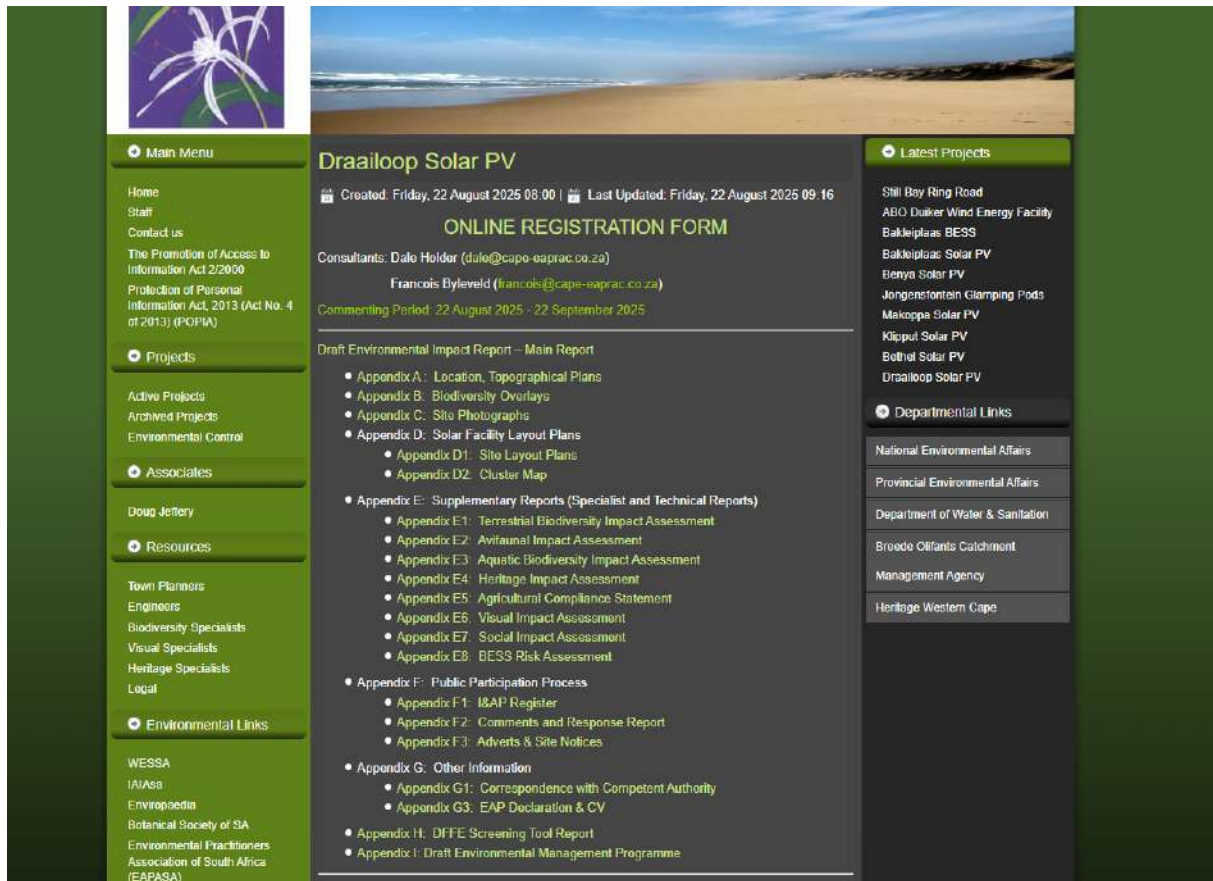 Main Menu
Home
Staff
Contact us
The Promotion of Access to
Information Act 2/2000
Protection of Personal
Information Act, 2013 (Act No. 4
of 2013) (POPIA)
Projects
Active Projects
Archived Projects
Environmental Control
Associates
Doug Jeffery
Resources
Town Planners
Engineers
Biodiversity Specialists
Visual Specialists
Heritage Specialists
Legal
Environmental Links
WESSA
IAIAsa
Enviropaedia
Botanical Society of SA
Environmental Practitioners
Association of South Africa
(EAPASA)
Draailoop Solar PV
Created: Friday, 22 August 2025 08:00 | Last Updated: Friday, 22 August 2025 09:16
ONLINE REGISTRATION FORM
Consultants: Dale Holder (dale@cape-eaprac.co.za)
Francois Byleveld (francois@cape-eaprac.co.za)
Commenting Period: 22 August 2025 - 22 September 2025
Draft Environmental Impact Report – Main Report
Appendix A: Location, Topographical Plans
Appendix B: Biodiversity Overlays
Appendix C: Site Photographs
Appendix D: Solar Facility Layout Plans
Appendix D1: Site Layout Plans
Appendix D2: Cluster Map
Appendix E: Supplementary Reports (Specialist and Technical Reports)
Appendix E1: Terrestrial Biodiversity Impact Assessment
Appendix E2: Avifaunal Impact Assessment
Appendix E3: Aquatic Biodiversity Impact Assessment
Appendix E4: Heritage Impact Assessment
Appendix E5: Agricultural Compliance Statement
Appendix E6: Visual Impact Assessment
Appendix E7: Social Impact Assessment
Appendix E8: BESS Risk Assessment
Appendix F: Public Participation Process
Appendix F1: I&AP Register
Appendix F2: Comments and Response Report
Appendix F3: Adverts & Site Notices
Appendix G: Other Information
Appendix G1: Correspondence with Competent Authority
Appendix G3: EAP Declaration & CV
Appendix H: DFFE Screening Tool Report
Appendix I: Draft Environmental Management Programme
Latest Projects
Still Bay Ring Road
ABO Duiker Wind Energy Facility
Bakleiplaas BESS
Bakleiplaas Solar PV
Benya Solar PV
Jongensfontein Glamping Pods
Makoppa Solar PV
Klipput Solar PV
Bethel Solar PV
Draailoop Solar PV
Departmental Links
National Environmental Affairs
Provincial Environmental Affairs
Department of Water & Sanitation
Breede Olifants Catchment
Management Agency
Heritage Western Cape